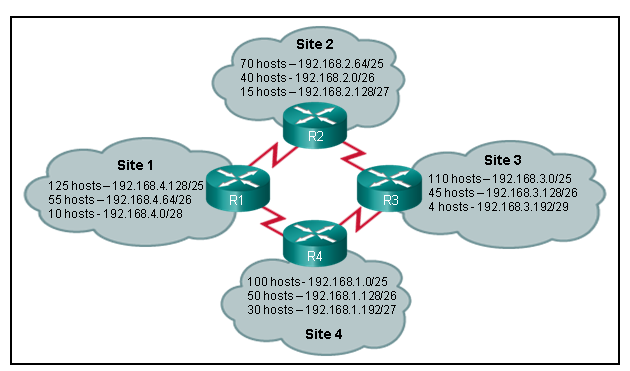 Site 2
70 hosts – 192.168.2.64/25
40 hosts - 192.168.2.0/26
15 hosts – 192.168.2.128/27
R2
Site 1
125 hosts – 192.168.4.128/25
55 hosts – 192.168.4.64/26
10 hosts - 192.168.4.0/28
R1
Site 3
110 hosts – 192.168.3.0/25
45 hosts – 192.168.3.128/26
4 hosts - 192.168.3.192/29
R3
R4
100 hosts - 192.168.1.0/25
50 hosts – 192.168.1.128/26
30 hosts – 192.168.1.192/27
Site 4